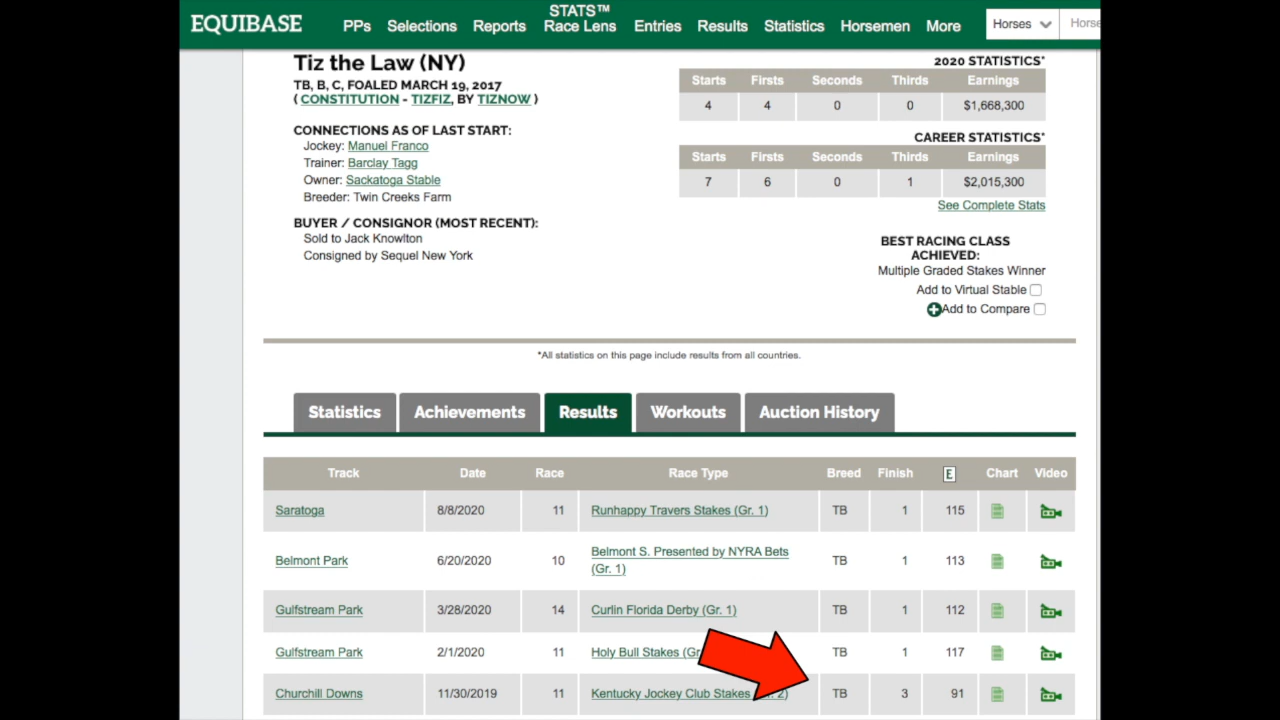 EQUIBASE
PPs Selections Reports STATS™ Race Lens Entries Results Statistics Horsemen More Horses Horse
Tiz the Law (NY)
TB, B, C, FOALED MARCH 19, 2017
( CONSTITUTION - TIZFIZ, BY TIZNOW )
CONNECTIONS AS OF LAST START:
Jockey: Manuel Franco
Trainer: Barclay Tagg
Owner: Sackatoga Stable
Breeder: Twin Creeks Farm
BUYER / CONSIGNOR (MOST RECENT):
Sold to Jack Knowlton
Consigned by Sequel New York
2020 STATISTICS*
Starts Firsts Seconds Thirds Earnings
4 4 0 0 $1,668,300
CAREER STATISTICS*
Starts Firsts Seconds Thirds Earnings
7 6 0 1 $2,015,300
See Complete Stats
BEST RACING CLASS
ACHIEVED:
Multiple Graded Stakes Winner
Add to Virtual Stable
Add to Compare
*All statistics on this page include results from all countries.
Statistics Achievements Results Workouts Auction History
Track Date Race Race Type Breed Finish E Chart Video
Saratoga 8/8/2020 11 Runhappy Travers Stakes (Gr. 1) TB 1 115
Belmont Park 6/20/2020 10 Belmont S. Presented by NYRA Bets (Gr. 1) TB 1 113
Gulfstream Park 3/28/2020 14 Curlin Florida Derby (Gr. 1) TB 1 112
Gulfstream Park 2/1/2020 11 Holy Bull Stakes (Gr TB 1 117
Churchill Downs 11/30/2019 11 Kentucky Jockey Club Stakes 2) TB 3 91